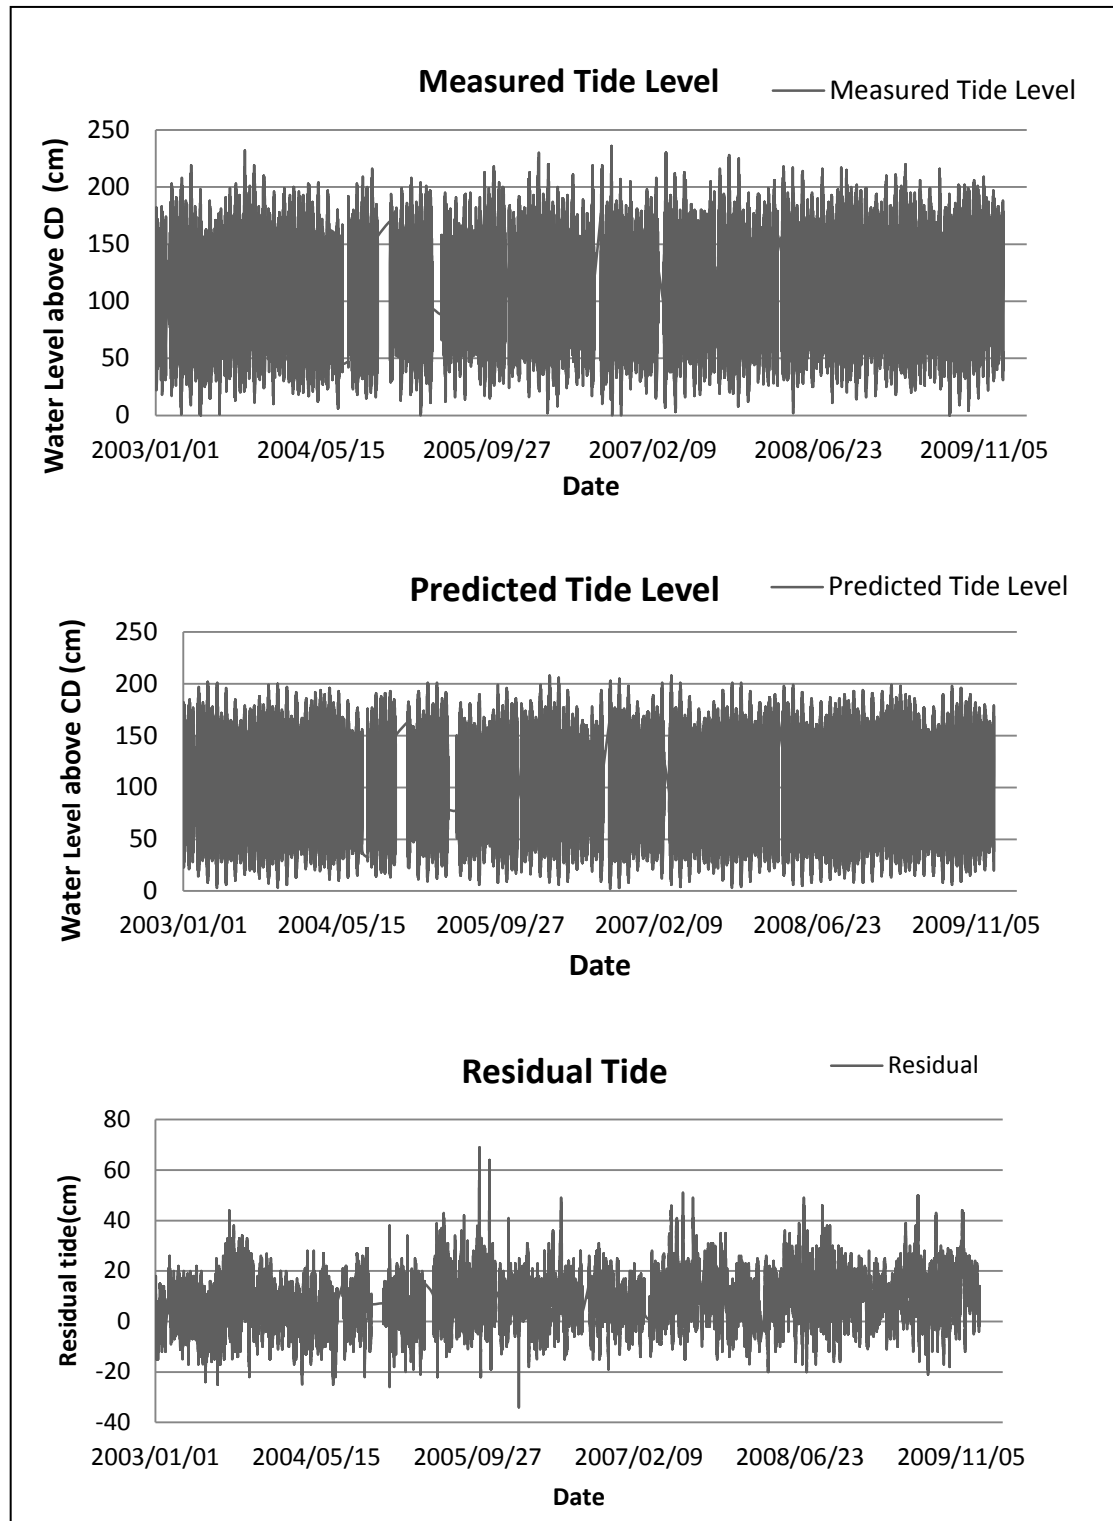 Measured Tide Level
Measured Tide Level
Water Level above CD (cm)
250
200
150
100
50
0
2003/01/01 2004/05/15 2005/09/27 2007/02/09 2008/06/23 2009/11/05
Date
Predicted Tide Level
Predicted Tide Level
Water Level above CD (cm)
250
200
150
100
50
0
2003/01/01 2004/05/15 2005/09/27 2007/02/09 2008/06/23 2009/11/05
Date
Residual Tide
Residual
Residual tide(cm)
80
60
40
20
0
-20
-40
2003/01/01 2004/05/15 2005/09/27 2007/02/09 2008/06/23 2009/11/05
Date